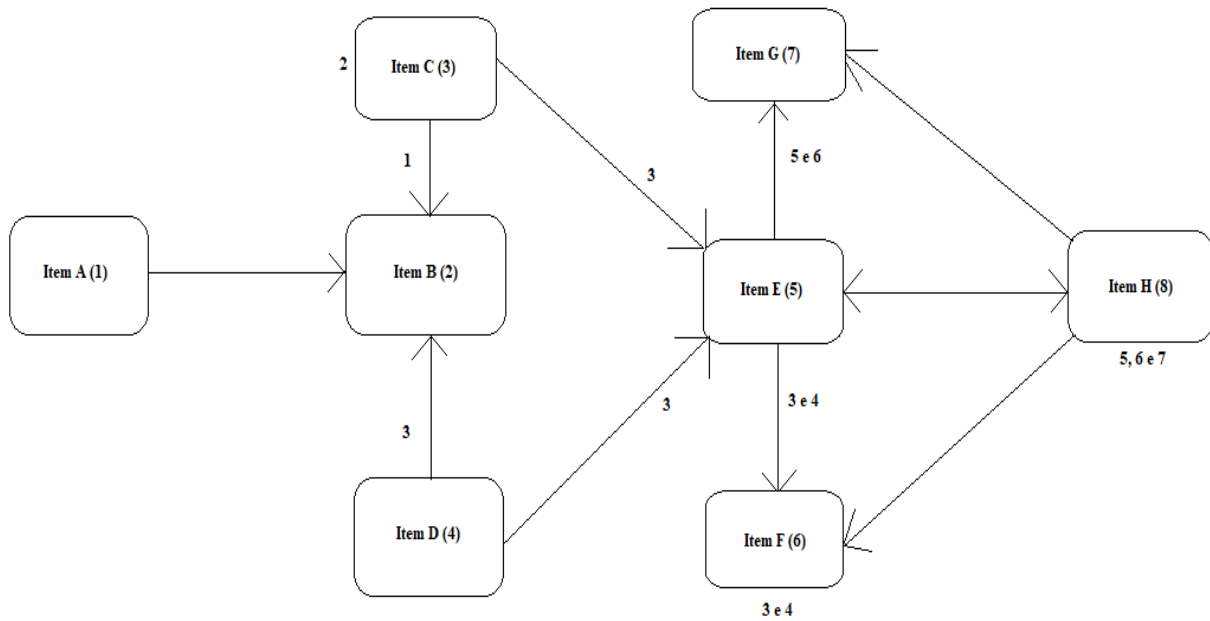 Item C (3)
2
Item G (7)
1
5 e 6
3
Item A (1)
Item B (2)
Item E (5)
Item H (8)
5, 6 e 7
3 e 4
3
3
Item D (4)
Item F (6)
3 e 4